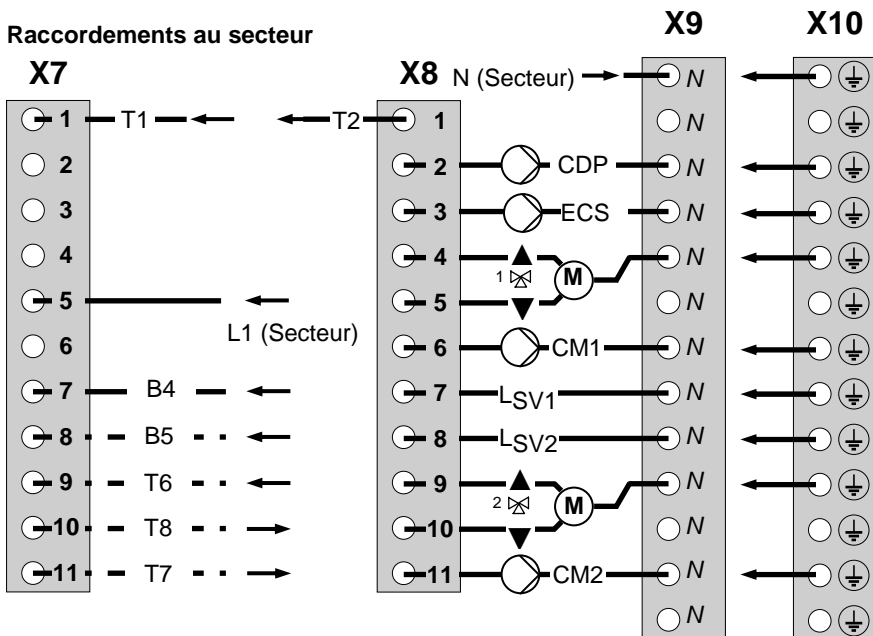 Raccordements au secteur
X7 X8 X9 X10
N (Secteur) N
1 T1 T2 1 N
2 2 CDP N
3 3 ECS N
4 4 1 M N
5 5 N
L1 (Secteur)
6 6 CM1 N
7 B4 7 LSV1 N
8 B5 8 LSV2 N
9 T6 9 2 M N
10 T8 10 N
11 T7 11 CM2 N
N